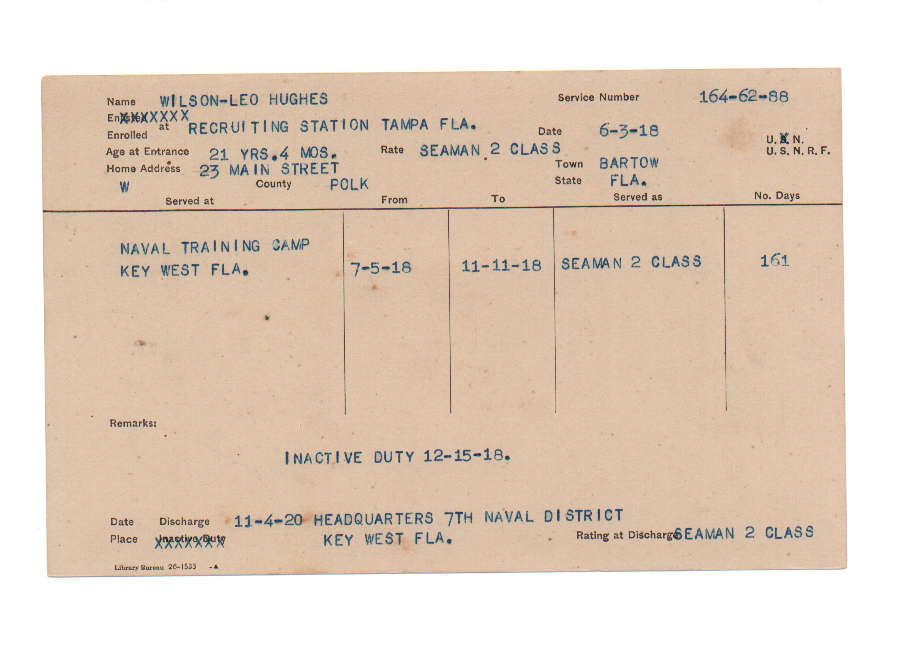 Name WILSON-LEO HUGHES Service Number 164-62-88
Enlisted XXXXXXX
Enrolled at RECRUITING STATION TAMPA FLA. Date 6-3-18 U.S.N.
Age at Entrance 21 YRS.4 MOS. Rate SEAMAN 2 CLASS U.S.N.R.F.
Home Address 23 MAIN STREET Town BARTOW
W County POLK State FLA.
Served at From To Served as No. Days
NAVAL TRAINING CAMP
KEY WEST FLA. 7-5-18 11-11-18 SEAMAN 2 CLASS 161
Remarks:
INACTIVE DUTY 12-15-18.
Date Discharge 11-4-20 HEADQUARTERS 7TH NAVAL DISTRICT
Place Inactive Duty XXXXXXX KEY WEST FLA. Rating at Discharge SEAMAN 2 CLASS
Library Bureau 26-1533